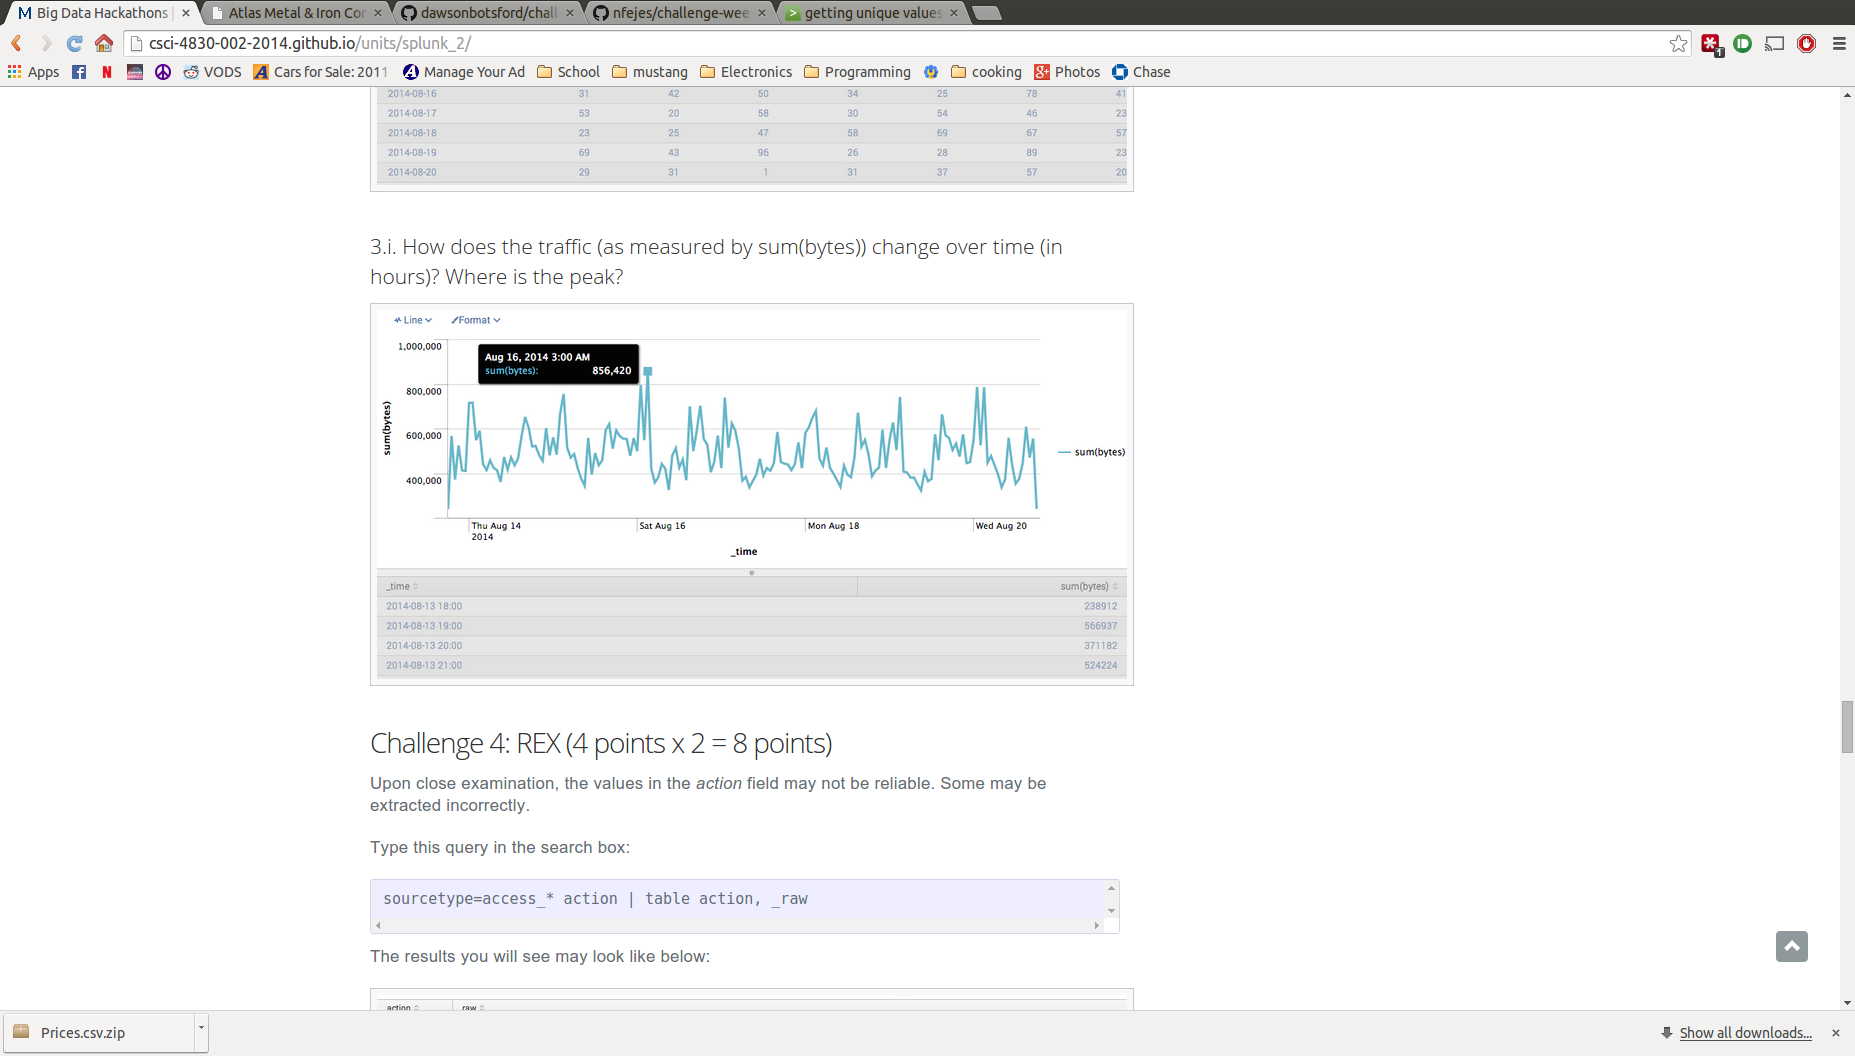 Big Data Hackathons |
Atlas Metal & Iron Cor
dawsonbotsford/chall
nfejes/challenge-wee
getting unique values
csci-4830-002-2014.github.io/units/splunk_2/
1
Apps
VODS
Cars for Sale: 2011
Manage Your Ad
School
mustang
Electronics
Programming
cooking
Photos
Chase
2014-08-16 31 42 50 34 25 78 41
2014-08-17 53 20 58 30 54 46 23
2014-08-18 23 25 47 58 69 67 57
2014-08-19 69 43 96 26 28 89 23
2014-08-20 29 31 1 31 37 57 20
3.i. How does the traffic (as measured by sum(bytes)) change over time (in
hours)? Where is the peak?
Line Format
1,000,000
800,000
600,000
400,000
sum(bytes)
Aug 16, 2014 3:00 AM
sum(bytes): 856,420
sum(bytes)
Thu Aug 14
2014
Sat Aug 16
Mon Aug 18
Wed Aug 20
_time
_time sum(bytes)
2014-08-13 18:00 238912
2014-08-13 19:00 566937
2014-08-13 20:00 371182
2014-08-13 21:00 524224
Challenge 4: REX (4 points x 2 = 8 points)
Upon close examination, the values in the action field may not be reliable. Some may be
extracted incorrectly.
Type this query in the search box:
sourcetype=access_* action | table action, _raw
The results you will see may look like below:
action raw
Prices.csv.zip
Show all downloads...